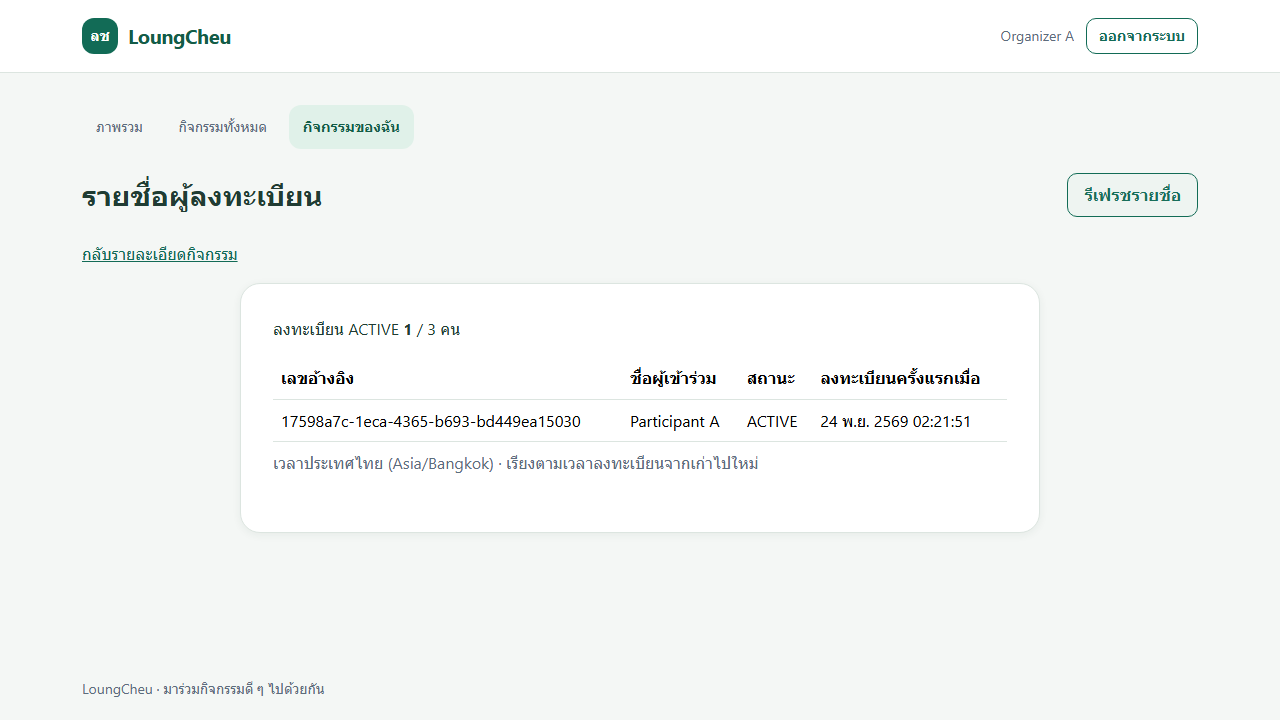 ลช LoungCheu Organizer A ออกจากระบบ
ภาพรวม กิจกรรมทั้งหมด กิจกรรมของฉัน
รายชื่อผู้ลงทะเบียน รีเฟรชรายชื่อ
กลับรายละเอียดกิจกรรม
ลงทะเบียน ACTIVE 1 / 3 คน
เลขอ้างอิง ชื่อผู้เข้าร่วม สถานะ ลงทะเบียนครั้งแรกเมื่อ
17598a7c-1eca-4365-b693-bd449ea15030 Participant A ACTIVE 24 พ.ย. 2569 02:21:51
เวลาประเทศไทย (Asia/Bangkok) · เรียงตามเวลาลงทะเบียนจากเก่าไปใหม่
LoungCheu · มาร่วมกิจกรรมดี ๆ ไปด้วยกัน